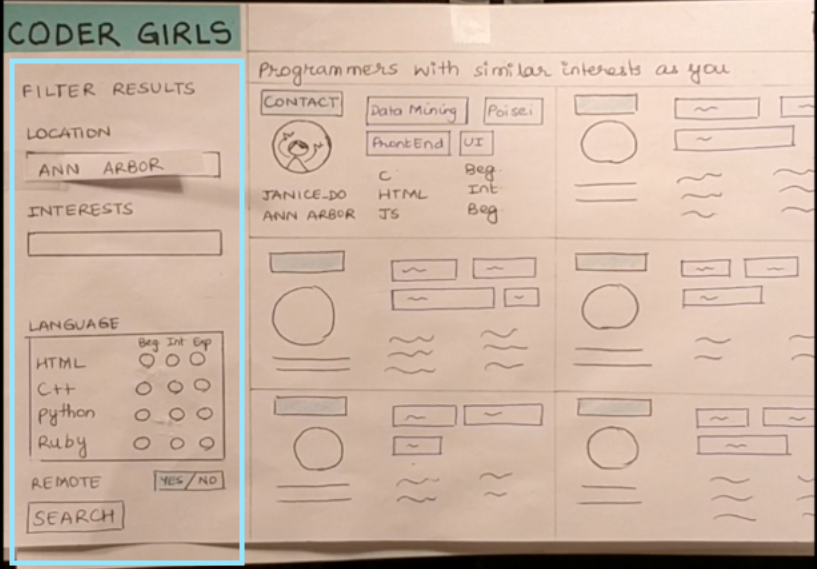 CODER GIRLS
FILTER RESULTS
LOCATION
ANN ARBOR
INTERESTS
LANGUAGE
Beg Int Exp
HTML
C++
Python
Ruby
REMOTE YES/NO
SEARCH
Programmers with similar interests as you
CONTACT
Data Mining Poisei
FrontEnd UI
C Beg
JANICE_DO HTML Int
ANN ARBOR JS Beg